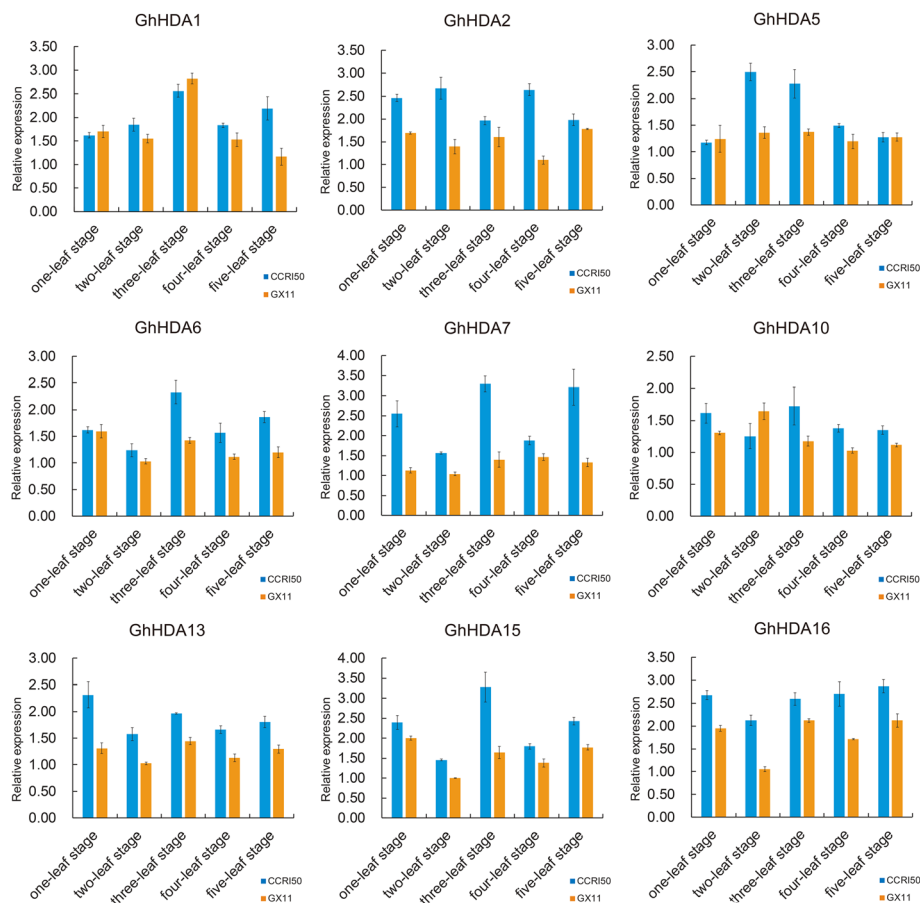 GhHDA1
Relative expression
3.50
3.00
2.50
2.00
1.50
1.00
0.50
0.00
one-leaf stage
two-leaf stage
three-leaf stage
four-leaf stage
five-leaf stage
CCRI50
GX11
GhHDA2
3.50
3.00
2.50
2.00
1.50
1.00
0.50
0.00
one-leaf stage
two-leaf stage
three-leaf stage
four-leaf stage
five-leaf stage
CCRI50
GX11
GhHDA5
Relative expression
3.00
2.50
2.00
1.50
1.00
0.50
0.00
one-leaf stage
two-leaf stage
three-leaf stage
four-leaf stage
five-leaf stage
CCRI50
GX11
GhHDA6
Relative expression
3.00
2.50
2.00
1.50
1.00
0.50
0.00
one-leaf stage
two-leaf stage
three-leaf stage
four-leaf stage
five-leaf stage
CCRI50
GX11
GhHDA7
Relative expression
4.00
3.50
3.00
2.50
2.00
1.50
1.00
0.50
0.00
one-leaf stage
two-leaf stage
three-leaf stage
four-leaf stage
five-leaf stage
CCRI50
GX11
GhHDA10
Relative expression
2.50
2.00
1.50
1.00
0.50
0.00
one-leaf stage
two-leaf stage
three-leaf stage
four-leaf stage
five-leaf stage
CCRI50
GX11
GhHDA13
Relative expression
3.00
2.50
2.00
1.50
1.00
0.50
0.00
one-leaf stage
two-leaf stage
three-leaf stage
four-leaf stage
five-leaf stage
CCRI50
GX11
GhHDA15
Relative expression
4.00
3.50
3.00
2.50
2.00
1.50
1.00
0.50
0.00
one-leaf stage
two-leaf stage
three-leaf stage
four-leaf stage
five-leaf stage
CCRI50
GX11
GhHDA16
Relative expression
3.50
3.00
2.50
2.00
1.50
1.00
0.50
0.00
one-leaf stage
two-leaf stage
three-leaf stage
four-leaf stage
five-leaf stage
CCRI50
GX11